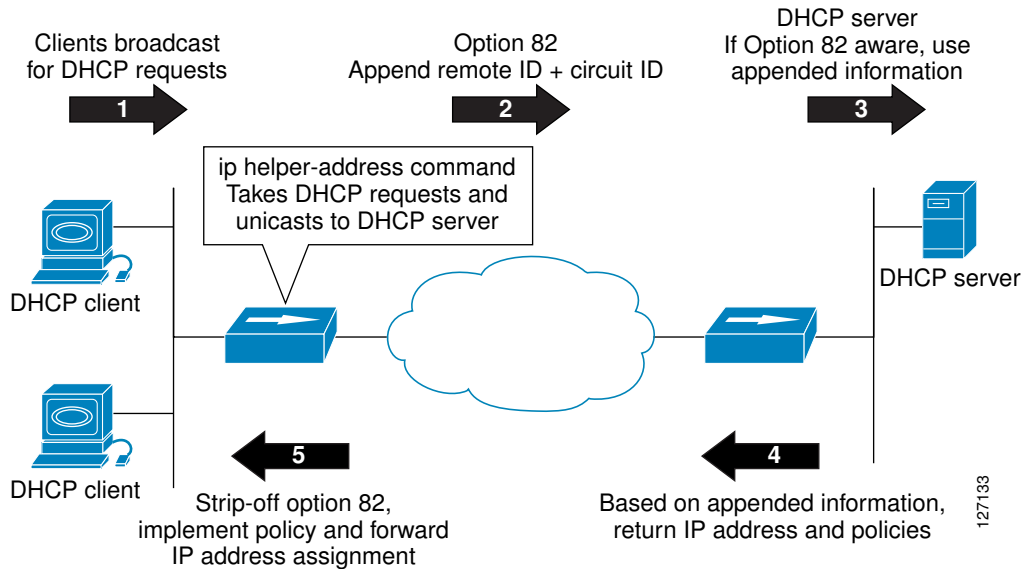 Clients broadcast
for DHCP requests
1
Option 82
Append remote ID + circuit ID
2
DHCP server
If Option 82 aware, use
appended information
3
ip helper-address command
Takes DHCP requests and
unicasts to DHCP server
DHCP client
DHCP server
DHCP client
5
Strip-off option 82,
implement policy and forward
IP address assignment
4
Based on appended information,
return IP address and policies
127133